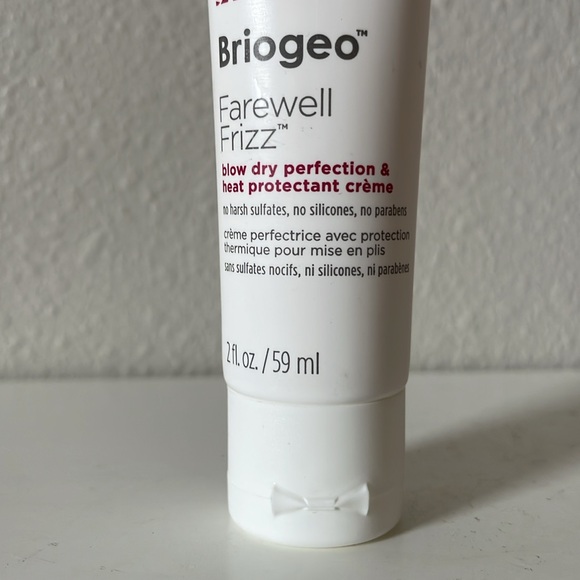 Briogeo™
Farewell
Frizz™
blow dry perfection &
heat protectant crème
no harsh sulfates, no silicones, no parabens
crème perfectrice avec protection
thermique pour mise en plis
sans sulfates nocifs, ni silicones, ni parabènes
2 fl. oz. / 59 ml